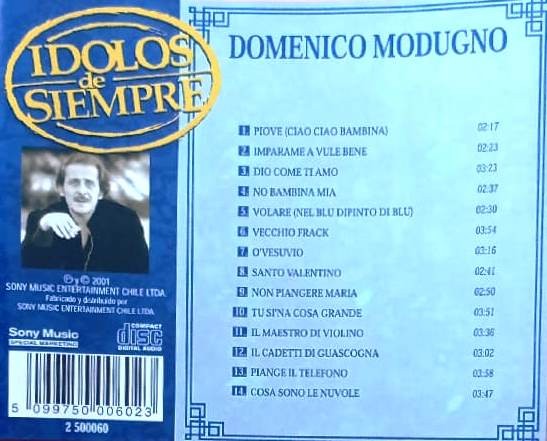 IDOLOS
de
SIEMPRE
DOMENICO MODUGNO
1. PIOVE (CIAO CIAO BAMBINA) 02:17
2. IMPARAME A VULE BENE 02:23
3. DIO COME TI AMO 03:23
4. NO BAMBINA MIA 02:37
5. VOLARE (NEL BLU DIPINTO DI BLU) 02:30
6. VECCHIO FRACK 03:54
7. O'VESUVIO 03:16
8. SANTO VALENTINO 02:41
9. NON PIANGERE MARIA 02:50
10. TU SI'NA COSA GRANDE 03:51
11. IL MAESTRO DI VIOLINO 03:36
12. IL CADETTI DI GUASCOGNA 03:02
13. PIANGE IL TELEFONO 03:58
14. COSA SONO LE NUVOLE 03:47
℗ y © 2001
SONY MUSIC ENTERTAINMENT CHILE LTDA.
Fabricado y distribuido por
SONY MUSIC ENTERTAINMENT CHILE LTDA.
Sony Music
SPECIAL MARKETING
COMPACT
disc
DIGITAL AUDIO
5 099750 006023
2 500060